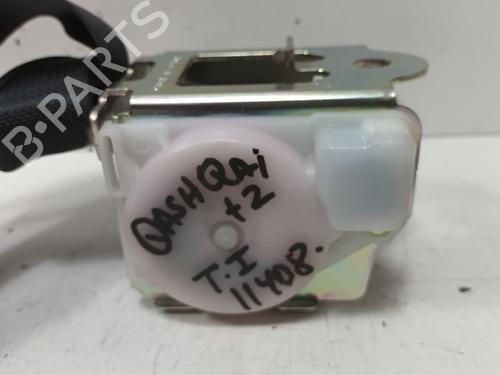 B-PARTS
QASHQAI
+2
T.I
11408.